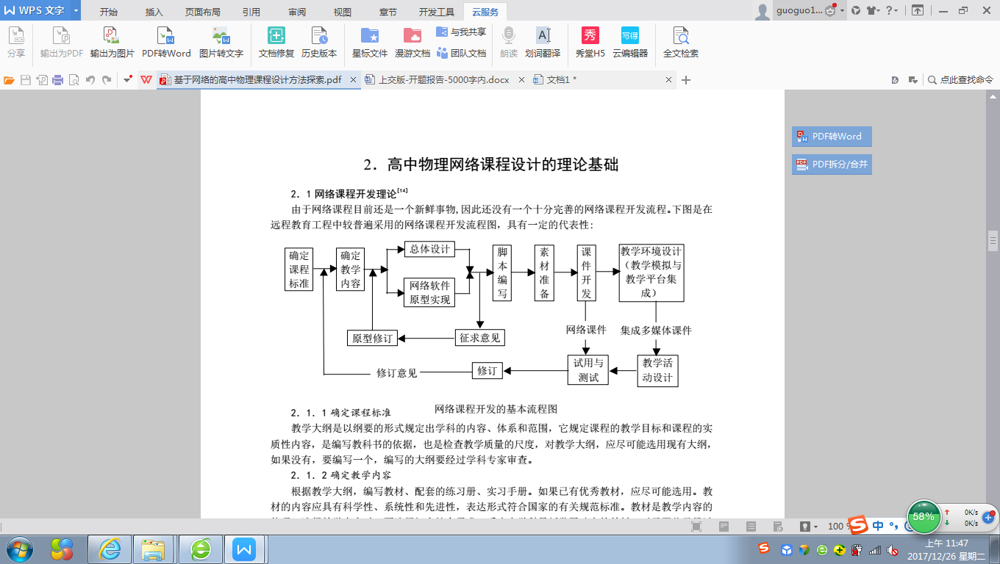 WPS 文字
开始 插入 页面布局 引用 审阅 视图 章节 开发工具 云服务
guoguo1...
分享 输出为PDF 输出为图片 PDF转Word 图片转文字 文档修复 历史版本 星标文件 漫游文档 与我共享 团队文档 朗读 划词翻译 秀堂H5 云编辑器 全文检索
基于网络的高中物理课程设计方法探索.pdf 上交版-开题报告-5000字内.docx 文档1 * 点此查找命令
PDF转Word
PDF拆分/合并
2．高中物理网络课程设计的理论基础
2．1 网络课程开发理论[14]
由于网络课程目前还是一个新鲜事物,因此还没有一个十分完善的网络课程开发流程。下图是在
远程教育工程中较普遍采用的网络课程开发流程图，具有一定的代表性:
确定课程标准
确定教学内容
总体设计
网络软件原型实现
脚本编写
素材准备
课件开发
教学环境设计（教学模拟与教学平台集成）
原型修订
征求意见
网络课件
集成多媒体课件
修订意见
修订
试用与测试
教学活动设计
网络课程开发的基本流程图
2．1．1 确定课程标准
教学大纲是以纲要的形式规定出学科的内容、体系和范围，它规定课程的教学目标和课程的实
质性内容，是编写教科书的依据，也是检查教学质量的尺度，对教学大纲，应尽可能选用现有大纲，
如果没有，要编写一个，编写的大纲要经过学科专家审查。
2．1．2 确定教学内容
根据教学大纲，编写教材、配套的练习册、实习手册。如果已有优秀教材，应尽可能选用。教
材的内容应具有科学性、系统性和先进性，表达形式符合国家的有关规范标准。教材是教学内容的
100 %
中
58%
0K/s
0K/s
上午 11:47
2017/12/26 星期二